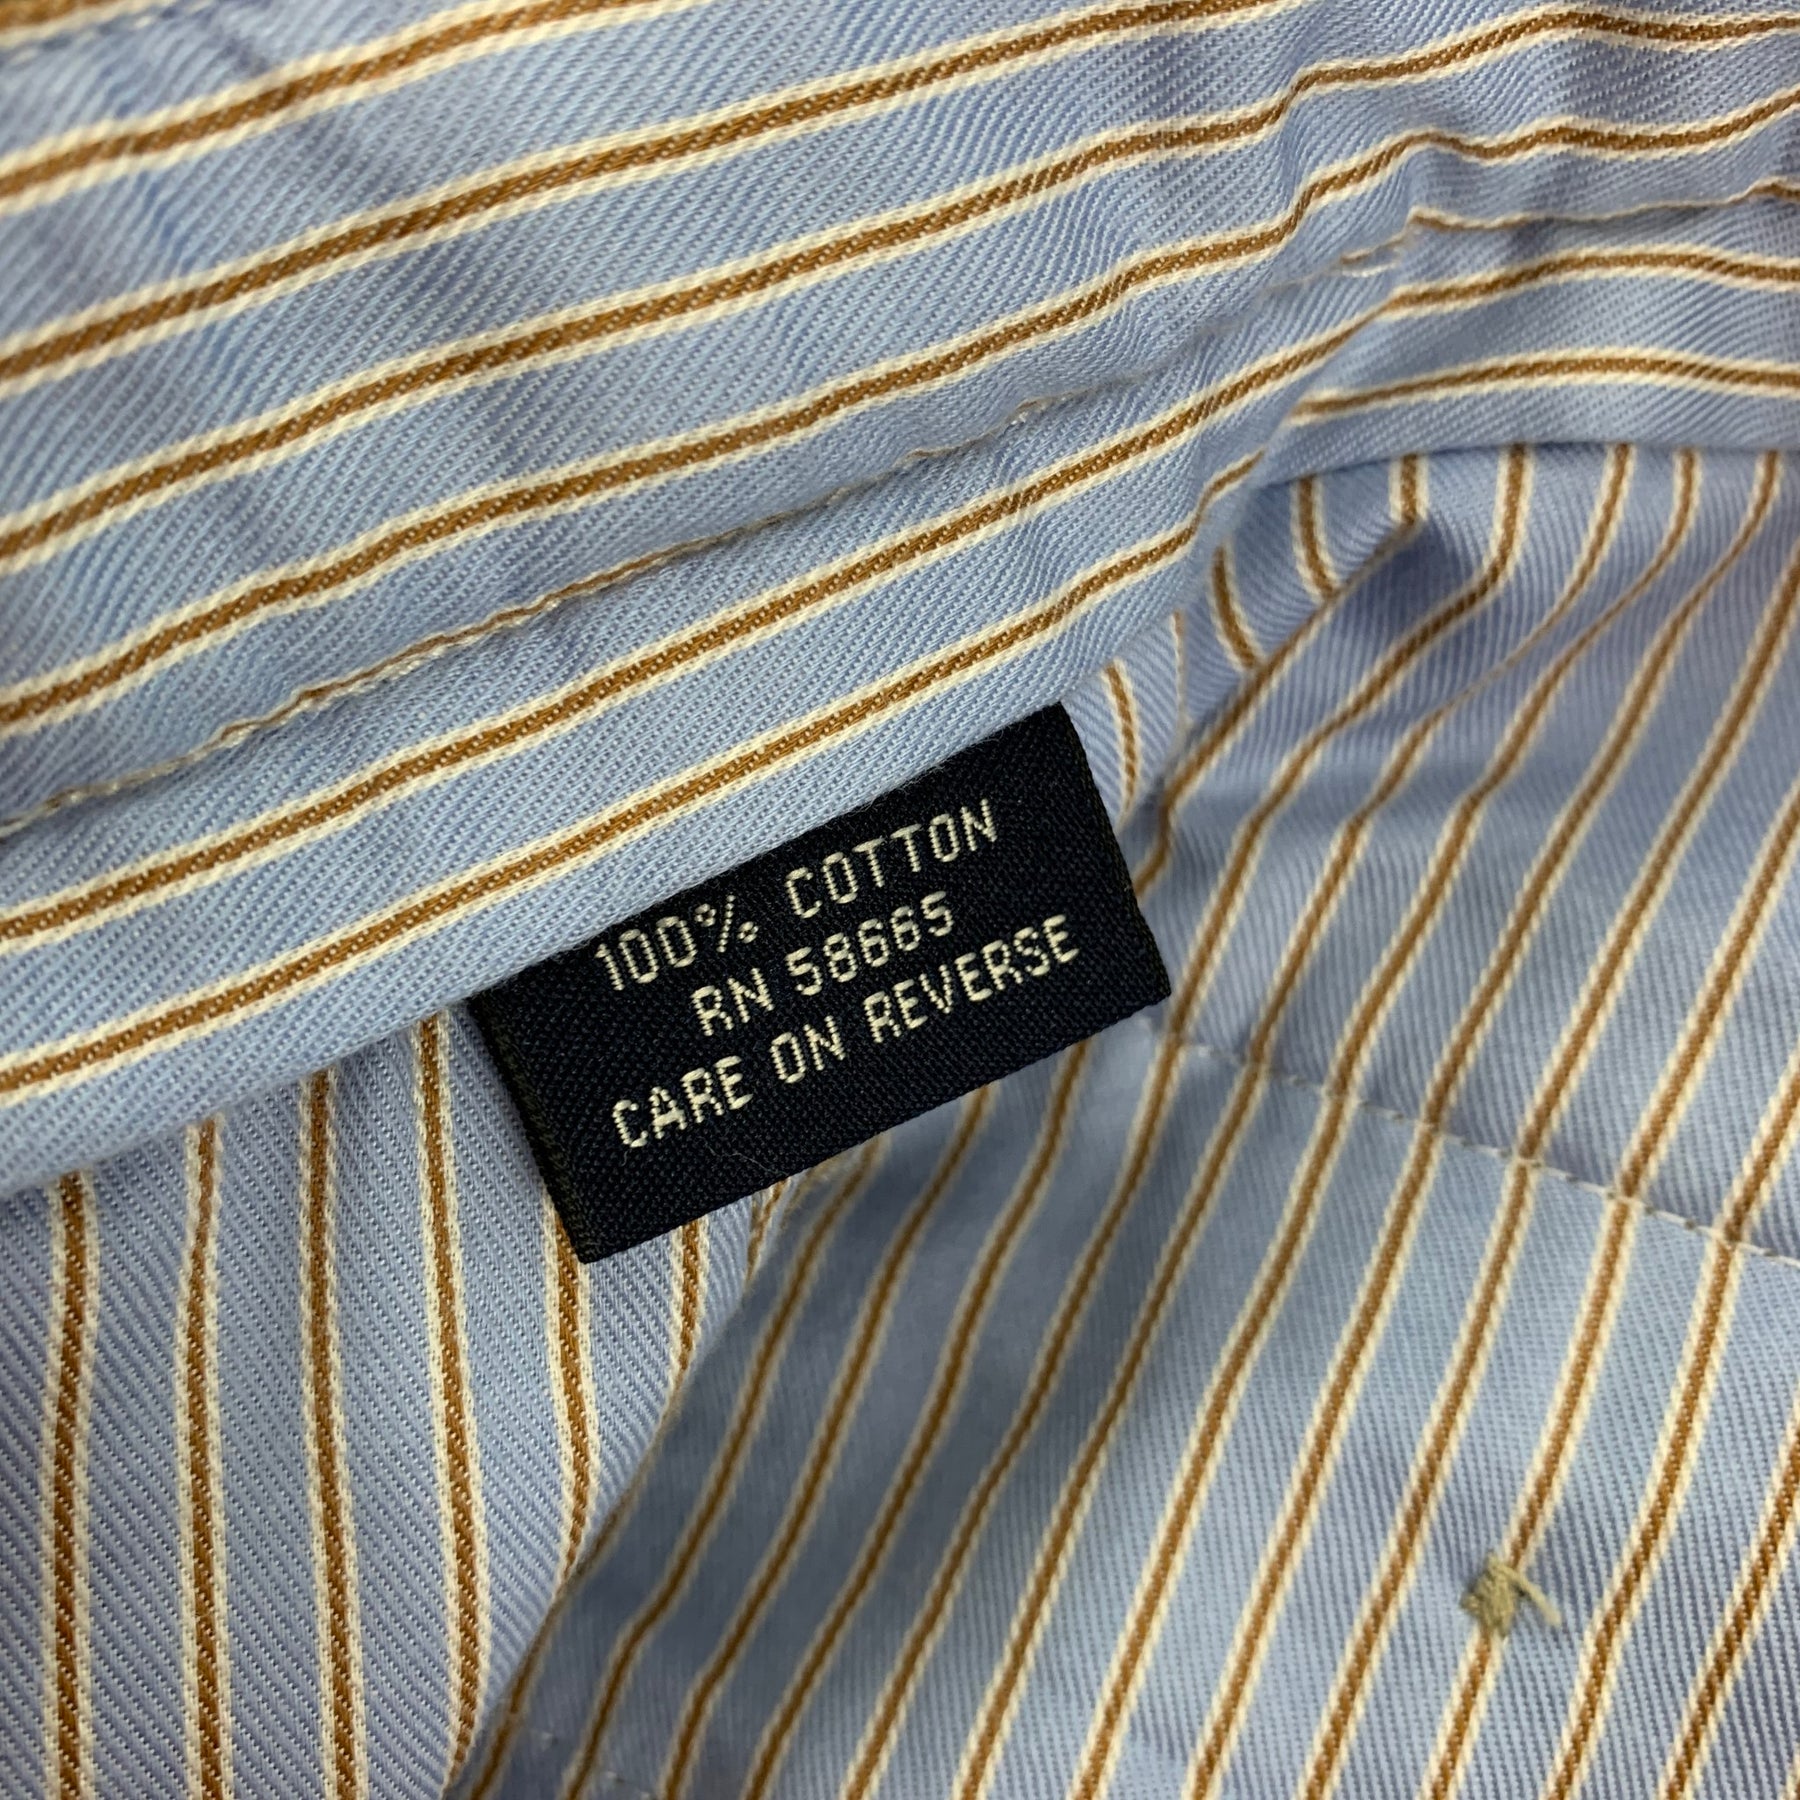 100% COTTON
RN 58665
CARE ON REVERSE